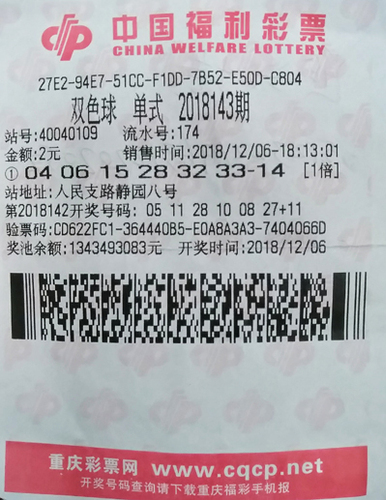 中国福利彩票
CHINA WELFARE LOTTERY
27E2-94E7-51CC-F1DD-7B52-E50D-C804
双色球 单式 2018143期
站号:40040109 流水号:174
金额:2元 销售时间:2018/12/06-18:13:01
①04 06 15 28 32 33-14 [1倍]
站地址:人民支路静园八号
第2018142开奖号码: 05 11 28 10 08 27+11
验票码:CD622FC1-364440B5-E0A8A3A3-7404066D
奖池余额:1343493083元 开奖时间:2018/12/06
重庆彩票网 www.cqcp.net
开奖号码查询请下载重庆福彩手机报